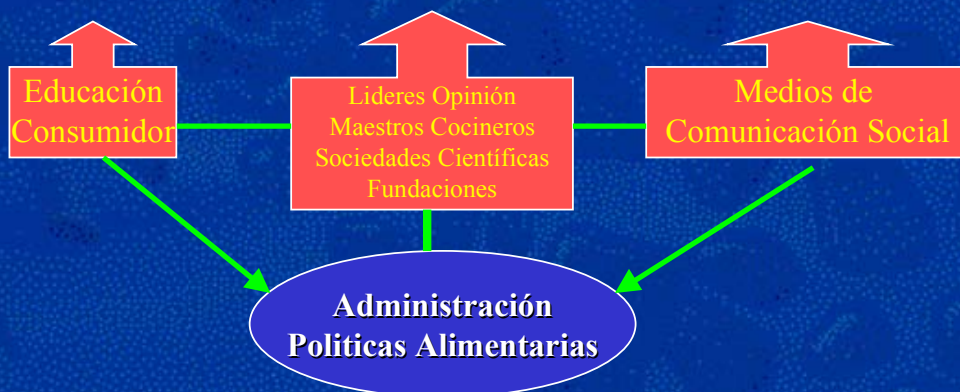 Educación
Consumidor
Lideres Opinión
Maestros Cocineros
Sociedades Científicas
Fundaciones
Medios de
Comunicación Social
Administración
Politicas Alimentarias